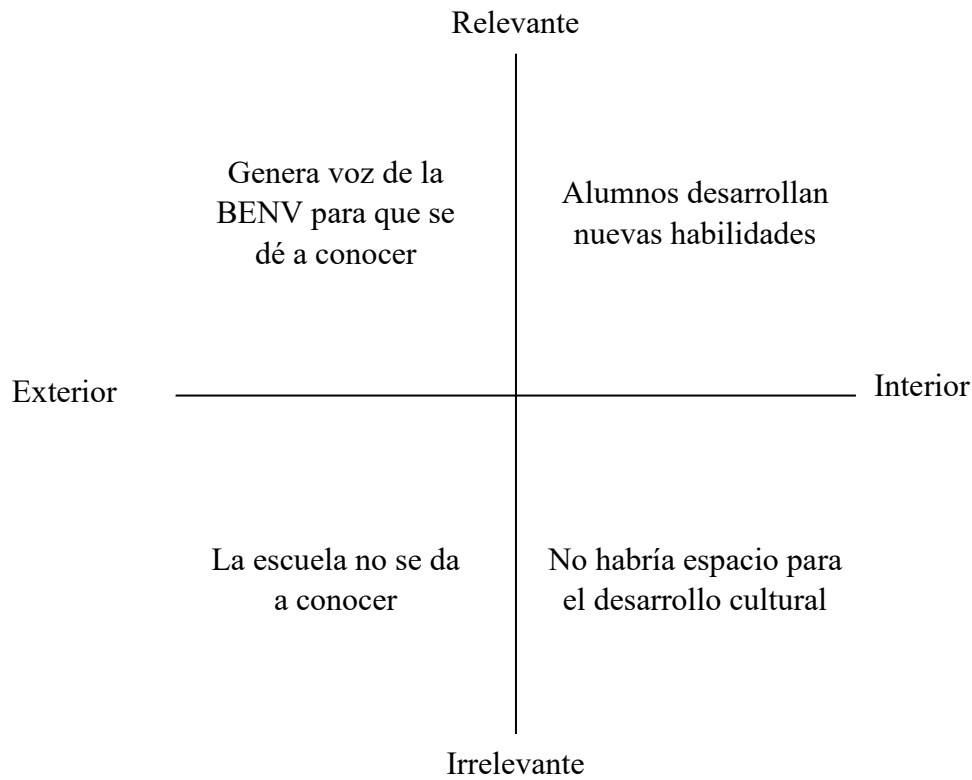 Relevante
Genera voz de la
BENV para que se
dé a conocer
Alumnos desarrollan
nuevas habilidades
Exterior
Interior
La escuela no se da
a conocer
No habría espacio para
el desarrollo cultural
Irrelevante